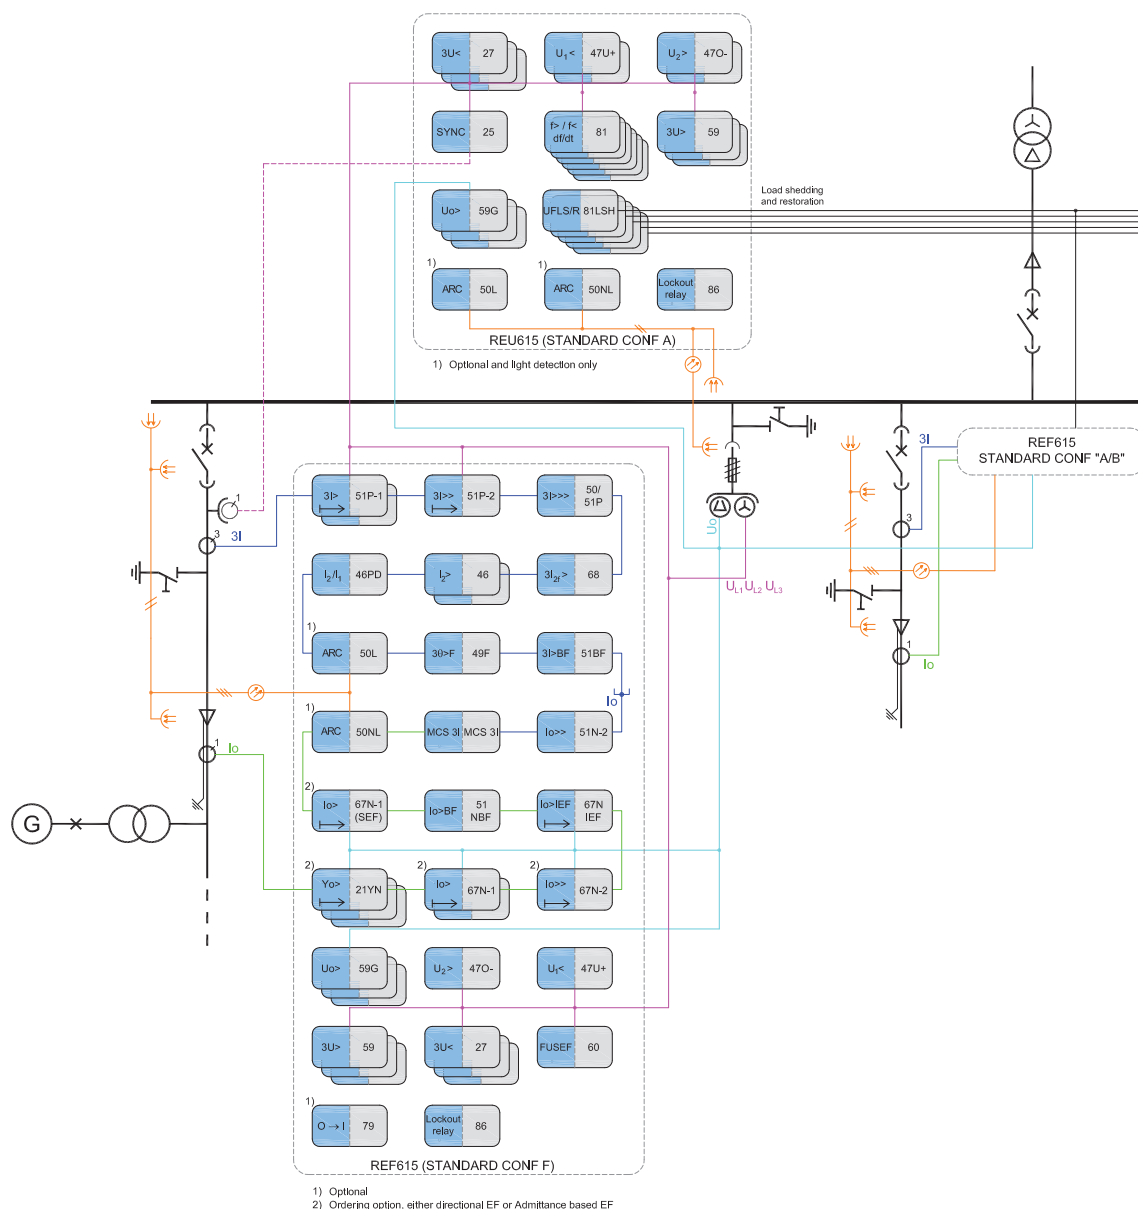 3U< 27
U1< 47U+
U2> 47O-
SYNC 25
f> / f<
df/dt
81
3U> 59
Uo> 59G
UFLS/R 81LSH
Load shedding
and restoration
1)
ARC 50L
1)
ARC 50NL
Lockout
relay
86
REU615 (STANDARD CONF A)
1) Optional and light detection only
REF615
STANDARD CONF "A/B"
3I
1
3
3I
3
Io
1
Uo
UL1 UL2 UL3
3I> 51P-1
3I>> 51P-2
3I>>> 50/
51P
I2/I1 46PD
I2> 46
3I2f> 68
1)
ARC 50L
3θ>F 49F
3I>BF 51BF
Io
1)
ARC 50NL
MCS 3I MCS 3I
Io>> 51N-2
1
Io
2)
Io> 67N-1
(SEF)
Io>BF 51
NBF
Io>IEF 67N
IEF
G
2)
Yo> 21YN
2)
Io> 67N-1
2)
Io>> 67N-2
Uo> 59G
U2> 47O-
U1< 47U+
3U> 59
3U< 27
FUSEF 60
1)
O → I 79
Lockout
relay
86
REF615 (STANDARD CONF F)
1) Optional
2) Ordering option, either directional EF or Admittance based EF